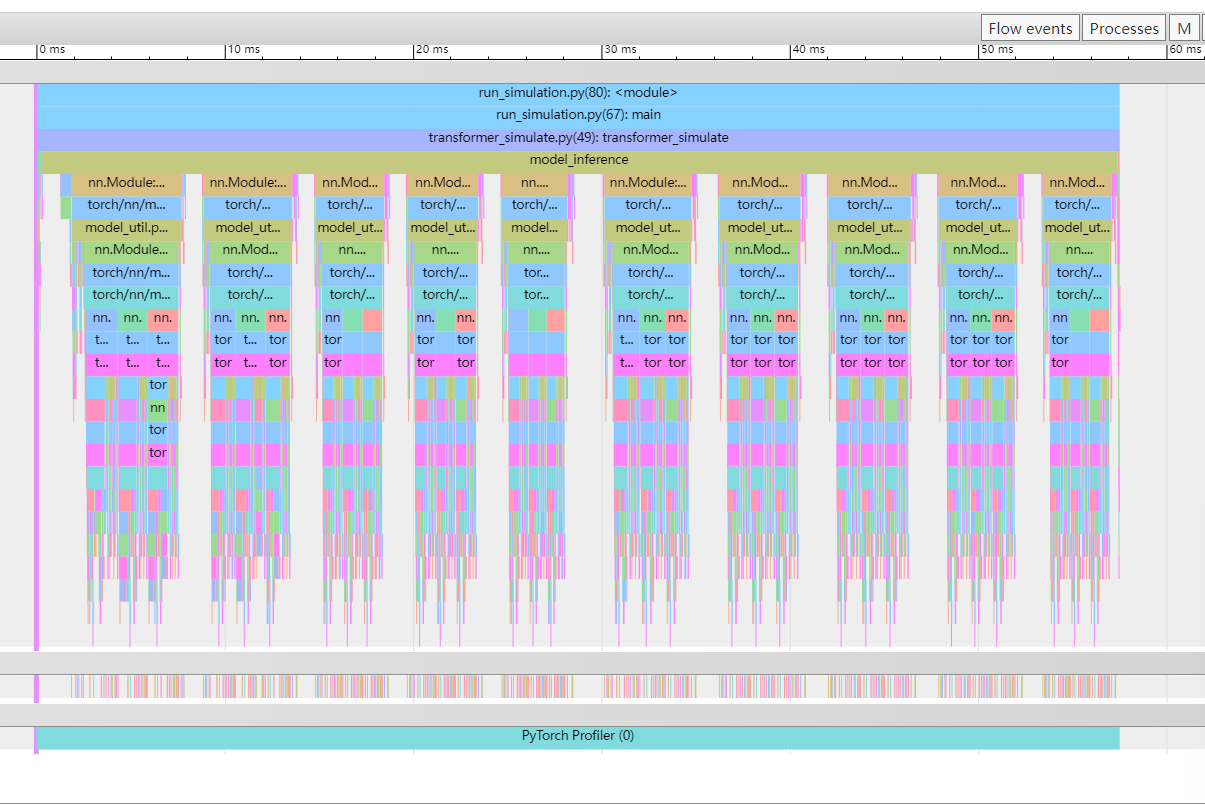 Flow events Processes M
0 ms 10 ms 20 ms 30 ms 40 ms 50 ms 60 ms
run_simulation.py(80): <module>
run_simulation.py(67): main
transformer_simulate.py(49): transformer_simulate
model_inference
nn.Module:... nn.Module:... nn.Mod... nn.Mod... nn.... nn.Module:... nn.Mod... nn.Mod... nn.Mod... nn.Mod...
torch/nn/m... torch/... torch/... torch/... torch/... torch/... torch/... torch/... torch/... torch/...
model_util.p... model_ut... model_ut... model_ut... model... model_ut... model_ut... model_ut... model_ut... model_ut...
nn.Module... nn.Mod... nn.... nn.... nn.... nn.Mod... nn.Mod... nn.Mod... nn.Mod... nn....
torch/nn/m... torch/... torch/... torch/... tor... torch/... torch/... torch/... torch/... torch/...
torch/nn/m... torch/... torch/... torch/... tor... torch/... torch/... torch/... torch/... torch/...
nn. nn. nn. nn. nn. nn. nn nn. nn. nn. nn. nn. nn. nn. nn. nn. nn. nn. nn. nn. nn. nn
t... t... t... tor t... tor tor tor tor t... tor tor tor tor tor tor tor tor tor tor tor tor
t... t... t... tor t... tor tor tor tor t... tor tor tor tor tor tor tor tor tor tor tor tor
tor
nn
tor
tor
PyTorch Profiler (0)